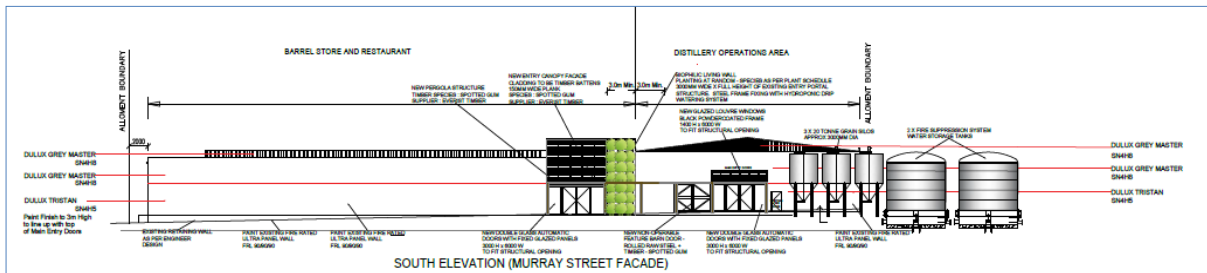 BARREL STORE AND RESTAURANT
DISTILLERY OPERATIONS AREA
ALLOMENT BOUNDARY
ALLOMENT BOUNDARY
NEW PERGOLA STRUCTURE
TIMBER SPECIES : SPOTTED GUM
SUPPLIER : EVERIST TIMBER
NEW ENTRY CANOPY FACADE
CLADDING TO BE TIMBER BATTENS
150MM WIDE PLANK
SPECIES : SPOTTED GUM
SUPPLIER : EVERIST TIMBER
3.0m Min.
3.0m Min.
BIOPHILIC LIVING WALL
PLANTING AT RANDOM - SPECIES AS PER PLANT SCHEDULE
3000MM WIDE X FULL HEIGHT OF EXISTING ENTRY PORTAL
STRUCTURE. STEEL FRAME FIXING WITH HYDROPONIC DRIP
WATERING SYSTEM
NEW GLAZED LOUVRE WINDOWS
BLACK POWDERCOATED FRAME
1400 H x 6000 W
TO FIT STRUCTURAL OPENING
3 X 20 TONNE GRAIN SILOS
APPROX 3000MM DIA
2 X FIRE SUPPRESSION SYSTEM
WATER STORAGE TANKS
2000
DULUX GREY MASTER
SN4H8
DULUX GREY MASTER
SN4H8
DULUX TRISTAN
SN4H5
Paint Finish to 3m High
to line up with top
of Main Entry Doors
DULUX GREY MASTER
SN4H8
DULUX GREY MASTER
SN4H8
DULUX TRISTAN
SN4H5
EXISTING RETAINING WALL
AS PER ENGINEER
DESIGN
PAINT EXISTING FIRE RATED
ULTRA PANEL WALL
FRL 90/90/90
PAINT EXISTING FIRE RATED
ULTRA PANEL WALL
FRL 90/90/90
NEW DOUBLE GLASS AUTOMATIC
DOORS WITH FIXED GLAZED PANELS
3000 H x 6000 W
TO FIT STRUCTURAL OPENING
NEW NON-OPERABLE
FEATURE BARN DOOR -
ROLLED RAW STEEL +
TIMBER - SPOTTED GUM
NEW DOUBLE GLASS AUTOMATIC
DOORS WITH FIXED GLAZED PANELS
3000 H x 6000 W
TO FIT STRUCTURAL OPENING
PAINT EXISTING FIRE RATED
ULTRA PANEL WALL
FRL 90/90/90
SOUTH ELEVATION (MURRAY STREET FACADE)